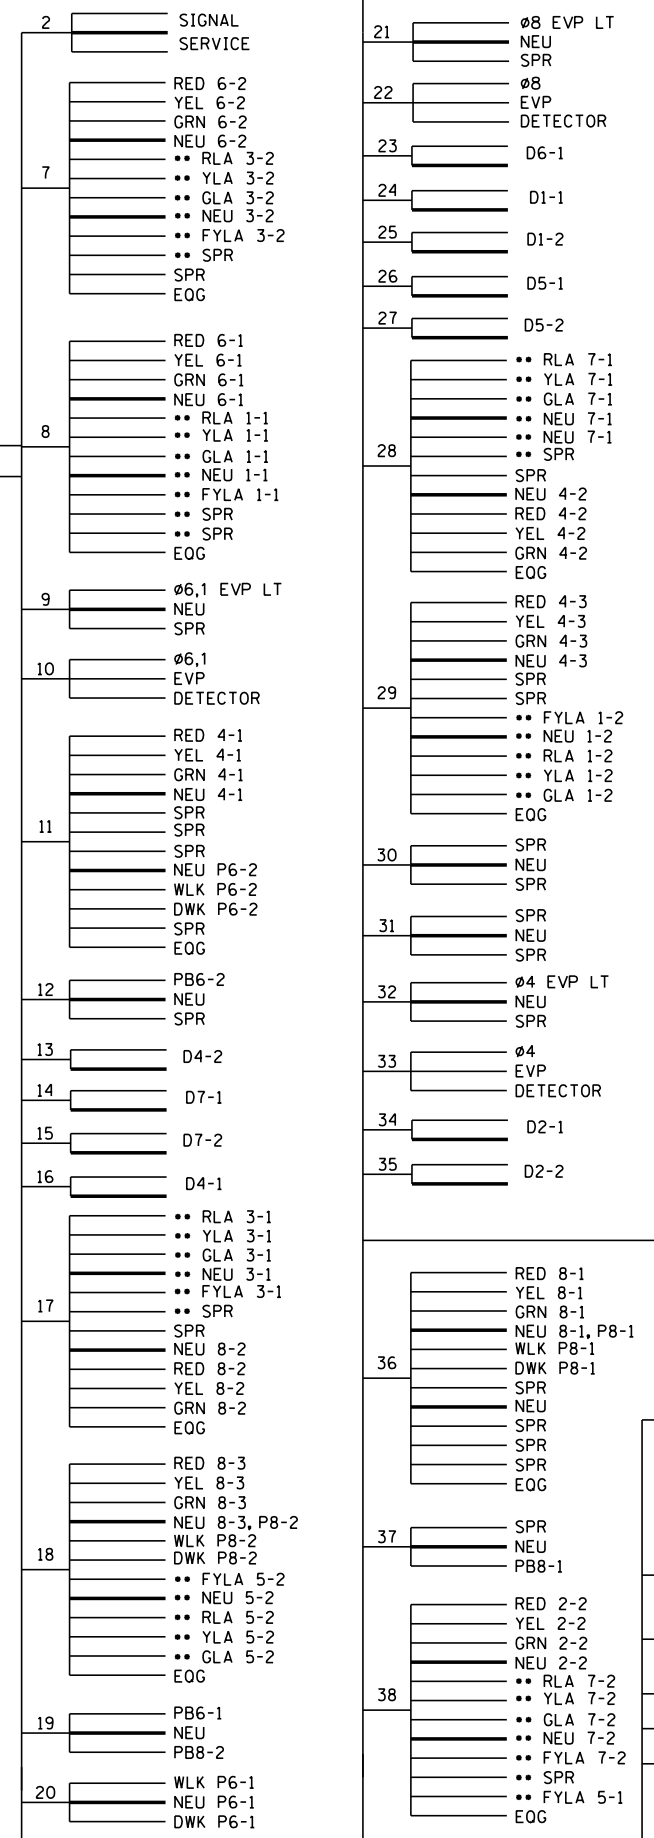 2
SIGNAL
SERVICE
7
RED 6-2
YEL 6-2
GRN 6-2
NEU 6-2
•• RLA 3-2
•• YLA 3-2
•• GLA 3-2
•• NEU 3-2
•• FYLA 3-2
•• SPR
SPR
EQG
8
RED 6-1
YEL 6-1
GRN 6-1
NEU 6-1
•• RLA 1-1
•• YLA 1-1
•• GLA 1-1
•• NEU 1-1
•• FYLA 1-1
•• SPR
•• SPR
EQG
9
ø6,1 EVP LT
NEU
SPR
10
ø6,1
EVP
DETECTOR
11
RED 4-1
YEL 4-1
GRN 4-1
NEU 4-1
SPR
SPR
SPR
NEU P6-2
WLK P6-2
DWK P6-2
SPR
EQG
12
PB6-2
NEU
SPR
13
D4-2
14
D7-1
15
D7-2
16
D4-1
17
•• RLA 3-1
•• YLA 3-1
•• GLA 3-1
•• NEU 3-1
•• FYLA 3-1
•• SPR
SPR
NEU 8-2
RED 8-2
YEL 8-2
GRN 8-2
EQG
18
RED 8-3
YEL 8-3
GRN 8-3
NEU 8-3, P8-2
WLK P8-2
DWK P8-2
•• FYLA 5-2
•• NEU 5-2
•• RLA 5-2
•• YLA 5-2
•• GLA 5-2
EQG
19
PB6-1
NEU
PB8-2
20
WLK P6-1
NEU P6-1
DWK P6-1
21
ø8 EVP LT
NEU
SPR
22
ø8
EVP
DETECTOR
23
D6-1
24
D1-1
25
D1-2
26
D5-1
27
D5-2
28
•• RLA 7-1
•• YLA 7-1
•• GLA 7-1
•• NEU 7-1
•• NEU 7-1
•• SPR
SPR
NEU 4-2
RED 4-2
YEL 4-2
GRN 4-2
EQG
29
RED 4-3
YEL 4-3
GRN 4-3
NEU 4-3
SPR
SPR
•• FYLA 1-2
•• NEU 1-2
•• RLA 1-2
•• YLA 1-2
•• GLA 1-2
EQG
30
SPR
NEU
SPR
31
SPR
NEU
SPR
32
ø4 EVP LT
NEU
SPR
33
ø4
EVP
DETECTOR
34
D2-1
35
D2-2
36
RED 8-1
YEL 8-1
GRN 8-1
NEU 8-1, P8-1
WLK P8-1
DWK P8-1
SPR
NEU
SPR
SPR
SPR
EQG
37
SPR
NEU
PB8-1
38
RED 2-2
YEL 2-2
GRN 2-2
NEU 2-2
•• RLA 7-2
•• YLA 7-2
•• GLA 7-2
•• NEU 7-2
•• FYLA 7-2
•• SPR
•• FYLA 5-1
EQG